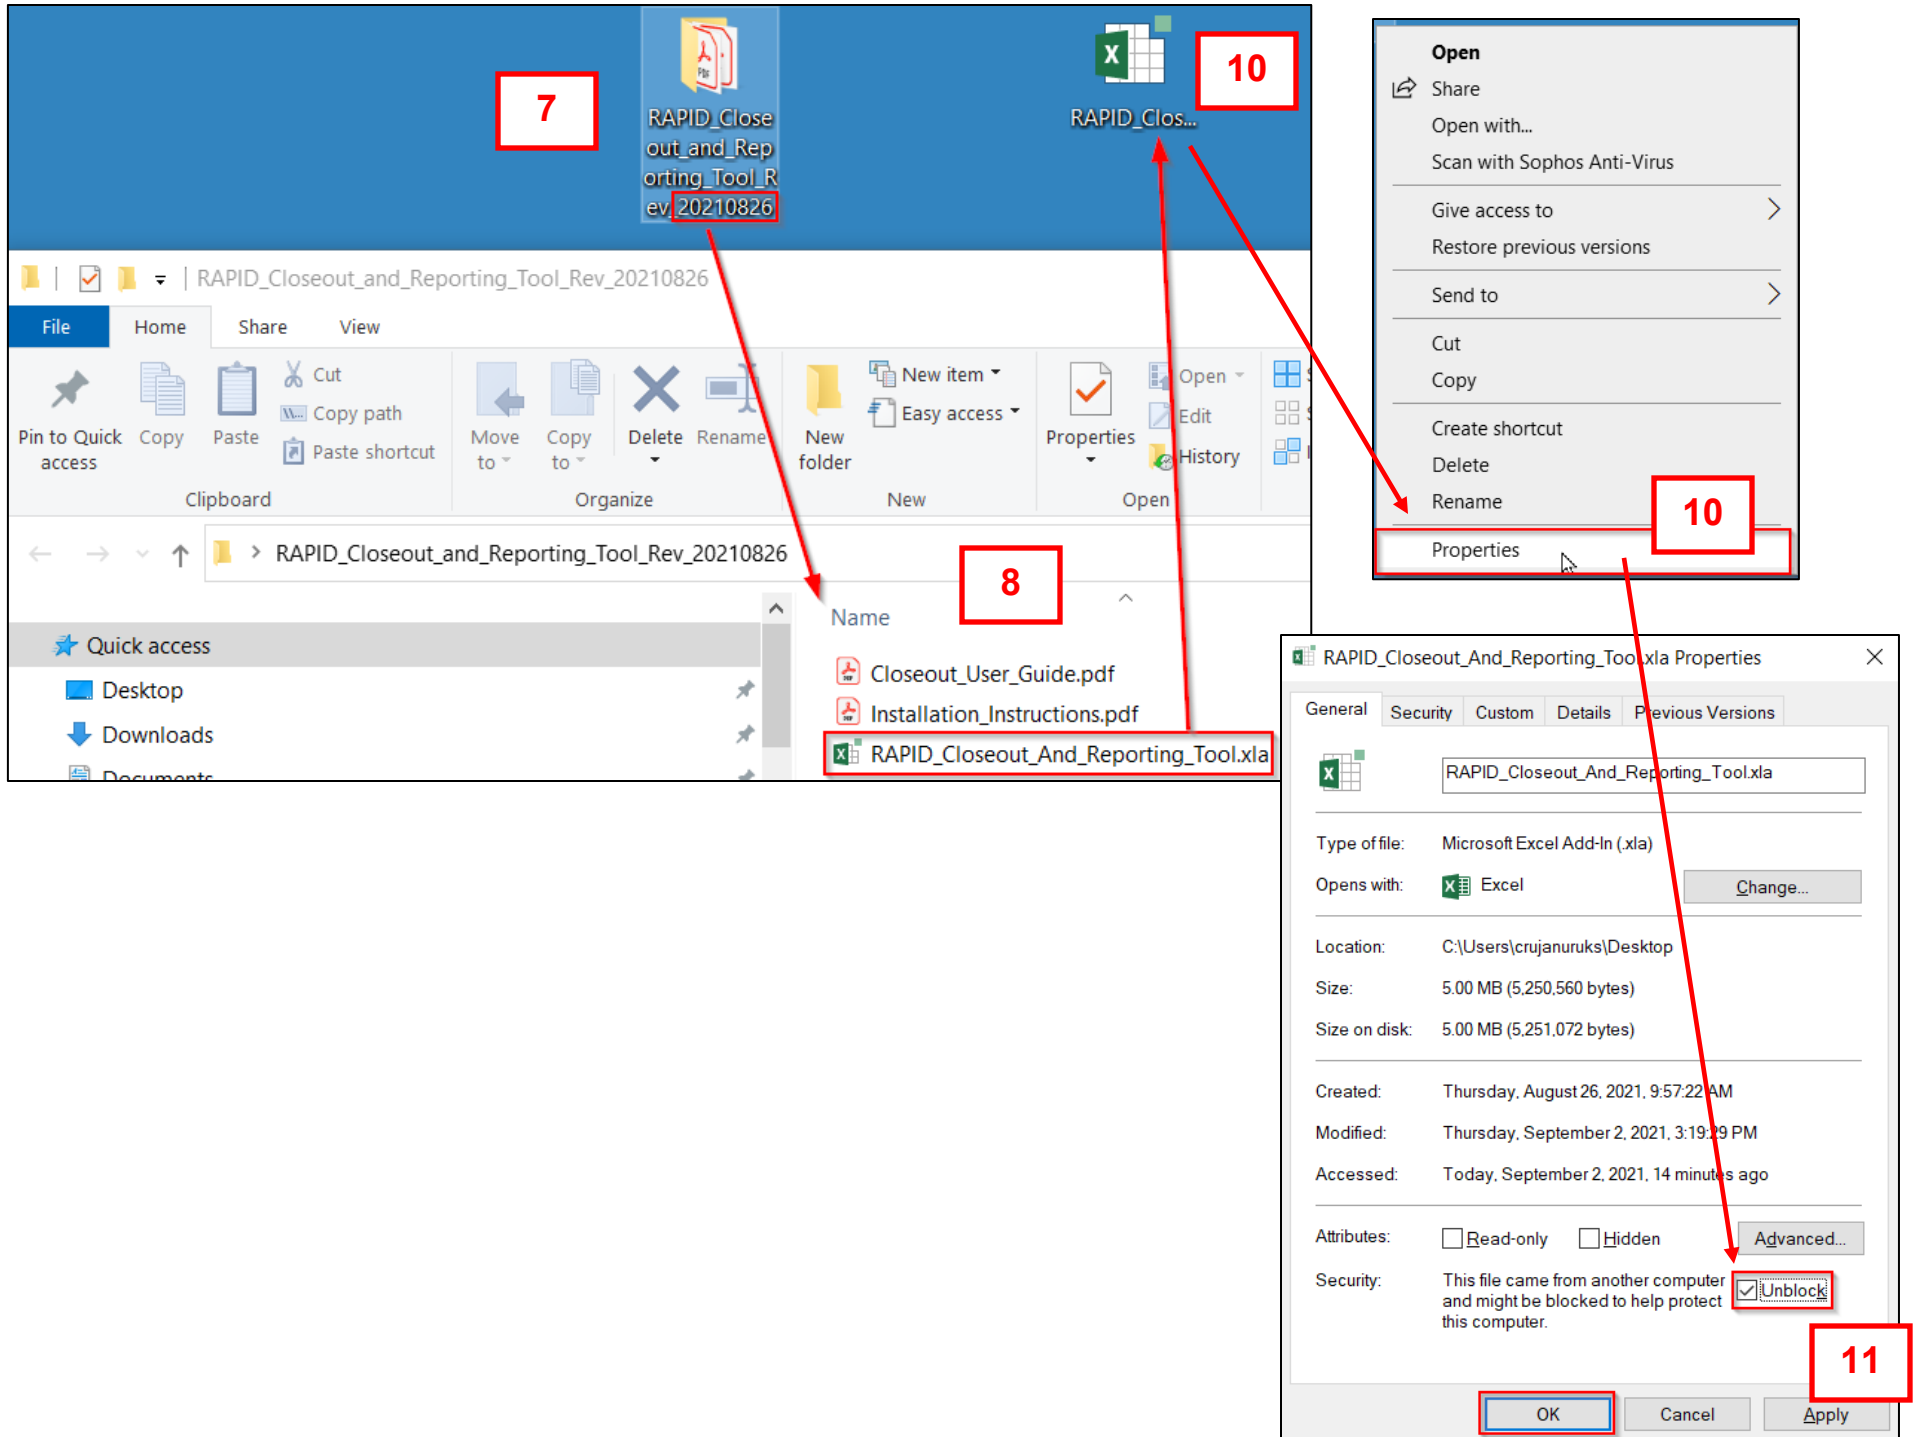 7
RAPID_Close
out_and_Rep
orting_Tool_R
ev_20210826
RAPID_Clos...
10
RAPID_Closeout_and_Reporting_Tool_Rev_20210826
File Home Share View
Pin to Quick
access
Copy
Paste
Cut
Copy path
Paste shortcut
Clipboard
Move
to
Copy
to
Delete
Rename
Organize
New
folder
New item
Easy access
New
Properties
Open
Edit
History
Open
RAPID_Closeout_and_Reporting_Tool_Rev_20210826
8
Quick access
Desktop
Downloads
Documents
Name
Closeout_User_Guide.pdf
Installation_Instructions.pdf
RAPID_Closeout_And_Reporting_Tool.xla
Open
Share
Open with...
Scan with Sophos Anti-Virus
Give access to
Restore previous versions
Send to
Cut
Copy
Create shortcut
Delete
Rename
10
Properties
RAPID_Closeout_And_Reporting_Tool.xla Properties
General Security Custom Details Previous Versions
RAPID_Closeout_And_Reporting_Tool.xla
Type of file: Microsoft Excel Add-In (.xla)
Opens with: Excel Change...
Location: C:\Users\crujanuruks\Desktop
Size: 5.00 MB (5,250,560 bytes)
Size on disk: 5.00 MB (5,251,072 bytes)
Created: Thursday, August 26, 2021, 9:57:22 AM
Modified: Thursday, September 2, 2021, 3:19:29 PM
Accessed: Today, September 2, 2021, 14 minutes ago
Attributes: Read-only Hidden Advanced...
Security: This file came from another computer
and might be blocked to help protect
this computer.
Unblock
11
OK Cancel Apply